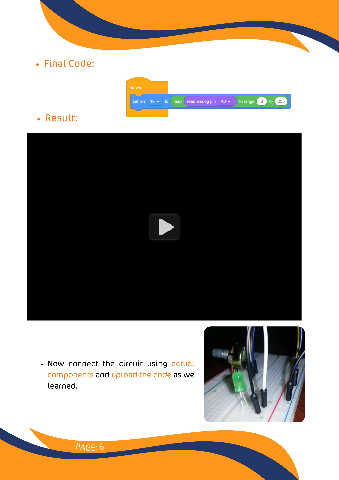 • Final Code:
• Result:
• Now connect the circuit using actual
components and upload the code as we
learned.
Page: 6